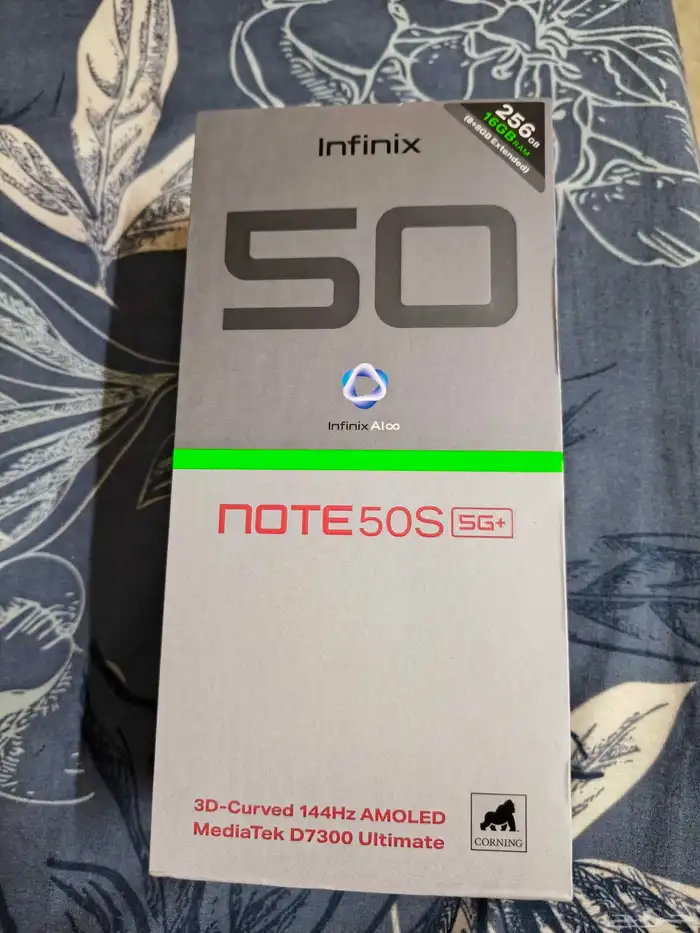 Infinix
256GB
16GB RAM
(8+8GB Extended)
50
Infinix AI∞
NOTE 50S 5G+
3D-Curved 144Hz AMOLED
MediaTek D7300 Ultimate
CORNING